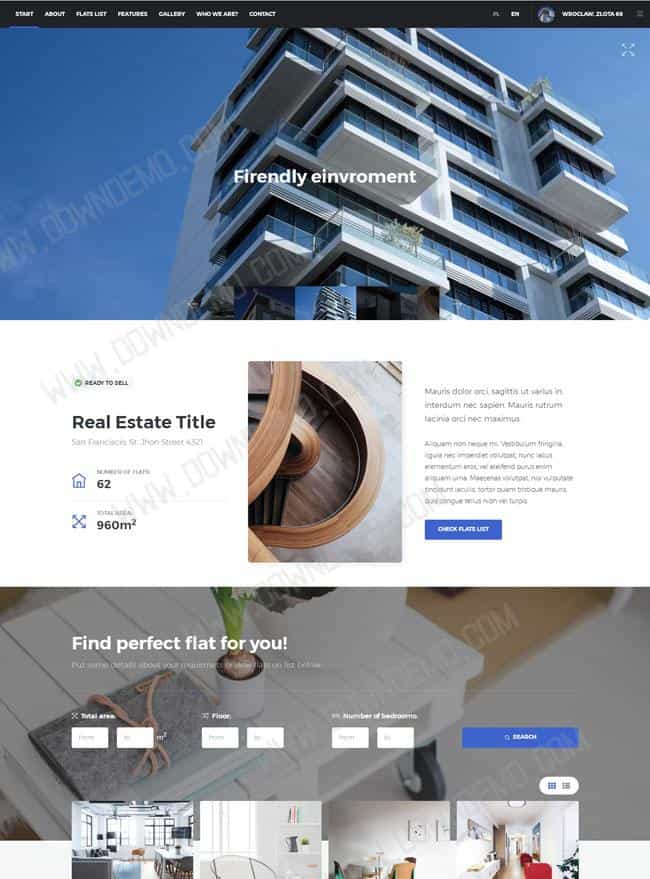 START ABOUT FLATS LIST FEATURES GALLERY WHO WE ARE? CONTACT PL EN WROCLAW, ZLOTA 69
Firendly einvroment
WWW.DOWNDEMO.COM
READY TO SELL
Real Estate Title
San Franciscio, St. Jhon Street 4321
NUMBER OF FLATS:
62
TOTAL AREA:
960m2
Mauris dolor orci, sagittis ut varius in,
interdum nec sapien. Mauris rutrum
lacinia orci nec maximus.
Aliquam non neque mi. Vestibulum fringilla,
ligula nec imperdiet volutpat, nunc lacus
elementum eros, vel eleifend purus enim
aliquam urna. Maecenas volutpat, nisl vulputate
tincidunt iaculis, tortor quam tristique mauris,
quis congue tellus nibh vel turpis.
CHECK FLATS LIST
Find perfect flat for you!
Put some details about your requirements or view flats on list below
Total area: Floor: Number of bedrooms:
from to m2 from to from to SEARCH